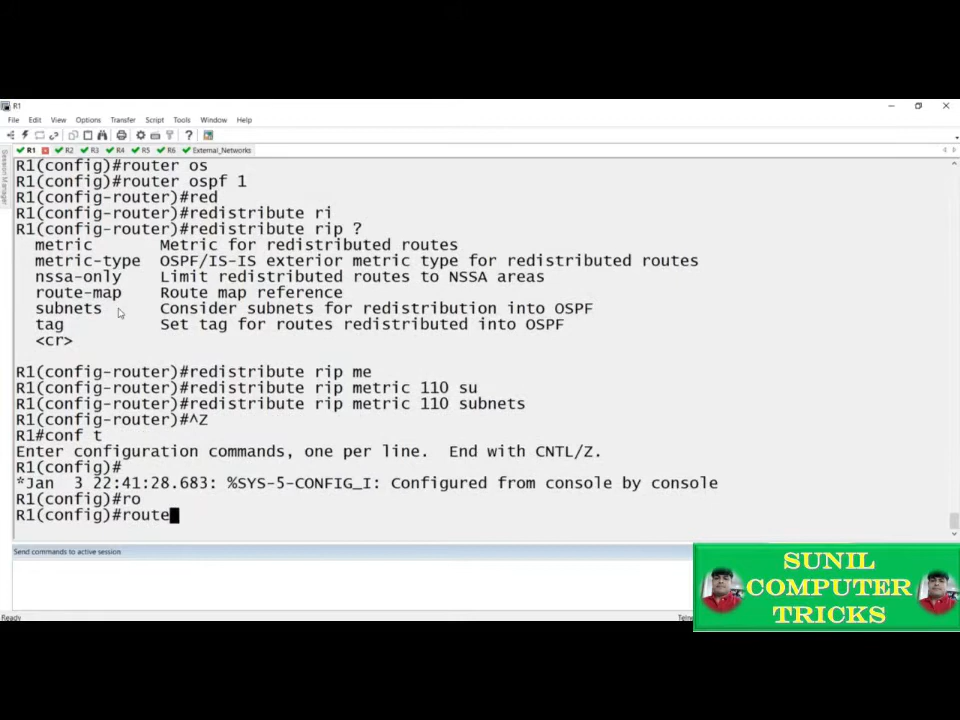 R1
File Edit View Options Transfer Script Tools Window Help
R1 R2 R3 R4 R5 R6 External_Networks
Session Manager
R1(config)#router os
R1(config)#router ospf 1
R1(config-router)#red
R1(config-router)#redistribute ri
R1(config-router)#redistribute rip ?
metric Metric for redistributed routes
metric-type OSPF/IS-IS exterior metric type for redistributed routes
nssa-only Limit redistributed routes to NSSA areas
route-map Route map reference
subnets Consider subnets for redistribution into OSPF
tag Set tag for routes redistributed into OSPF
<cr>
R1(config-router)#redistribute rip me
R1(config-router)#redistribute rip metric 110 su
R1(config-router)#redistribute rip metric 110 subnets
R1(config-router)#^Z
R1#conf t
Enter configuration commands, one per line. End with CNTL/Z.
R1(config)#
*Jan 3 22:41:28.683: %SYS-5-CONFIG_I: Configured from console by console
R1(config)#ro
R1(config)#route
Send commands to active session
SUNIL
COMPUTER
TRICKS
Ready